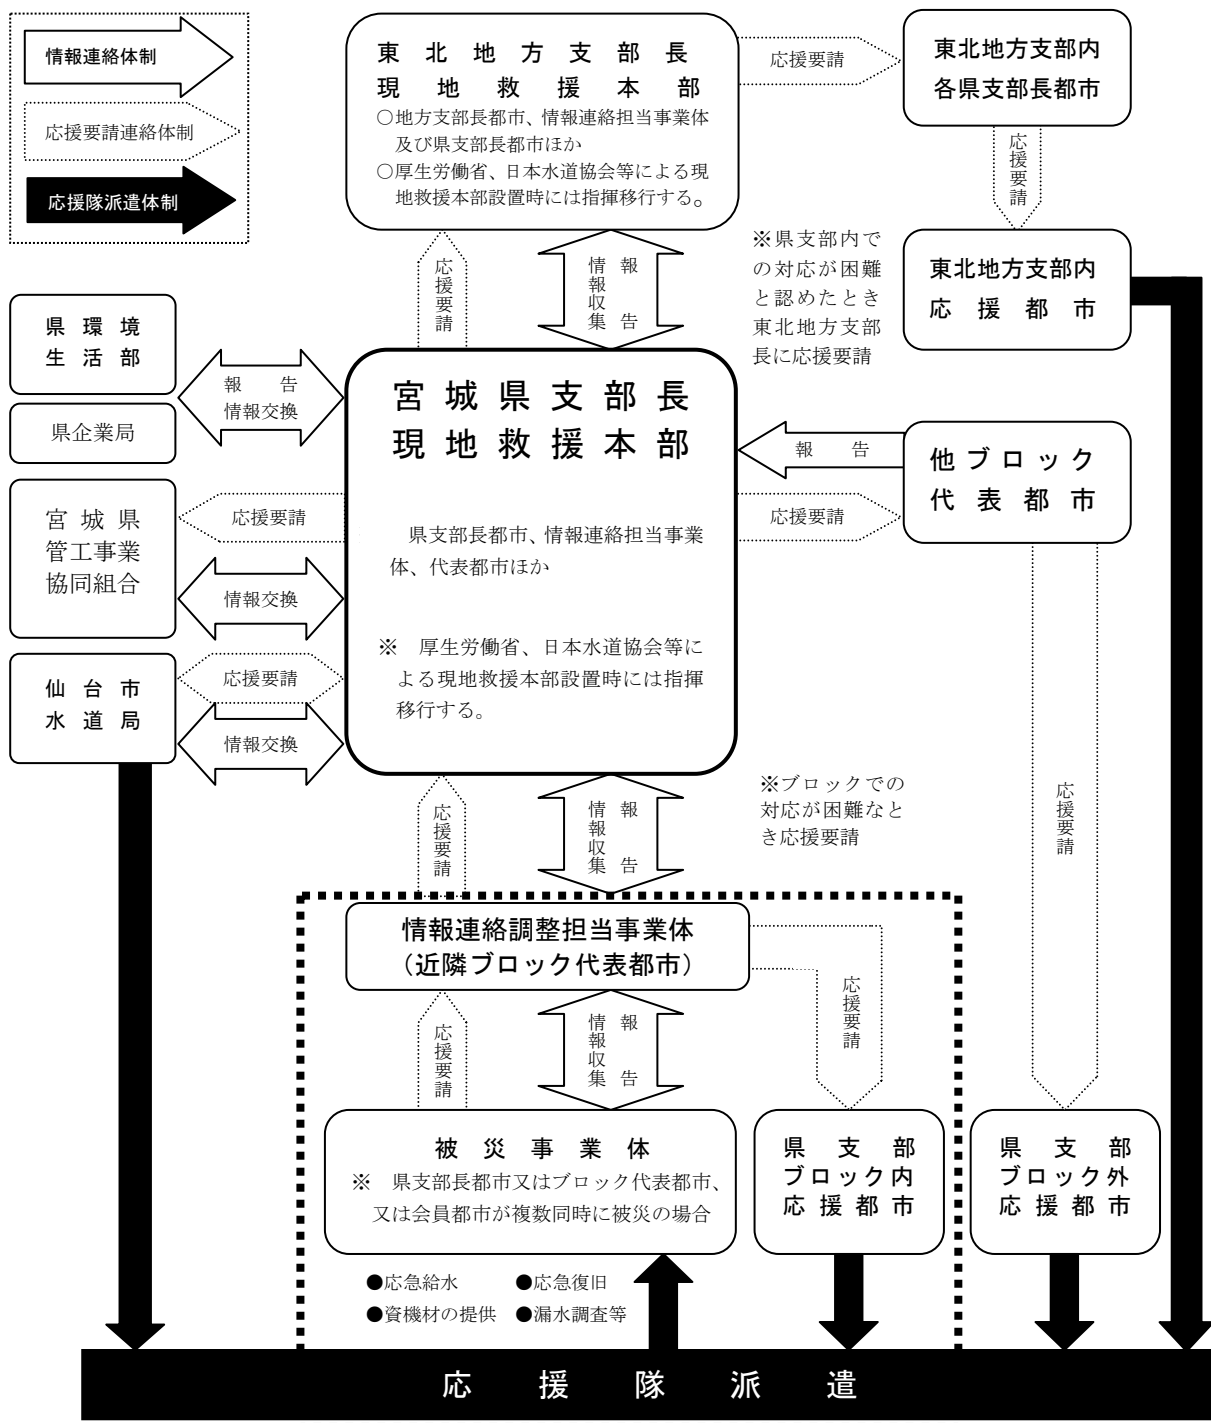 情報連絡体制
応援要請連絡体制
応援隊派遣体制
東北地方支部長
現地救援本部
○地方支部長都市、情報連絡担当事業体
及び県支部長都市ほか
○厚生労働省、日本水道協会等による現
地救援本部設置時には指揮移行する。
応援要請
東北地方支部内
各県支部長都市
応援要請
東北地方支部内
応援都市
応援要請
報告
情報収集
※県支部内で
の対応が困難
と認めたとき
東北地方支部
長に応援要請
県環境
生活部
県企業局
報告
情報交換
宮城県支部長
現地救援本部
県支部長都市、情報連絡担当事業
体、代表都市ほか
※ 厚生労働省、日本水道協会等に
よる現地救援本部設置時には指揮
移行する。
報告
応援要請
他ブロック
代表都市
宮城県
管工事業
協同組合
応援要請
情報交換
仙台市
水道局
応援要請
情報交換
応援要請
報告
情報収集
※ブロックでの
対応が困難なと
き応援要請
応援要請
情報連絡調整担当事業体
（近隣ブロック代表都市）
応援要請
応援要請
報告
情報収集
被災事業体
※ 県支部長都市又はブロック代表都市、
又は会員都市が複数同時に被災の場合
県支部
ブロック内
応援都市
県支部
ブロック外
応援都市
●応急給水 ●応急復旧
●資機材の提供 ●漏水調査等
応援隊派遣